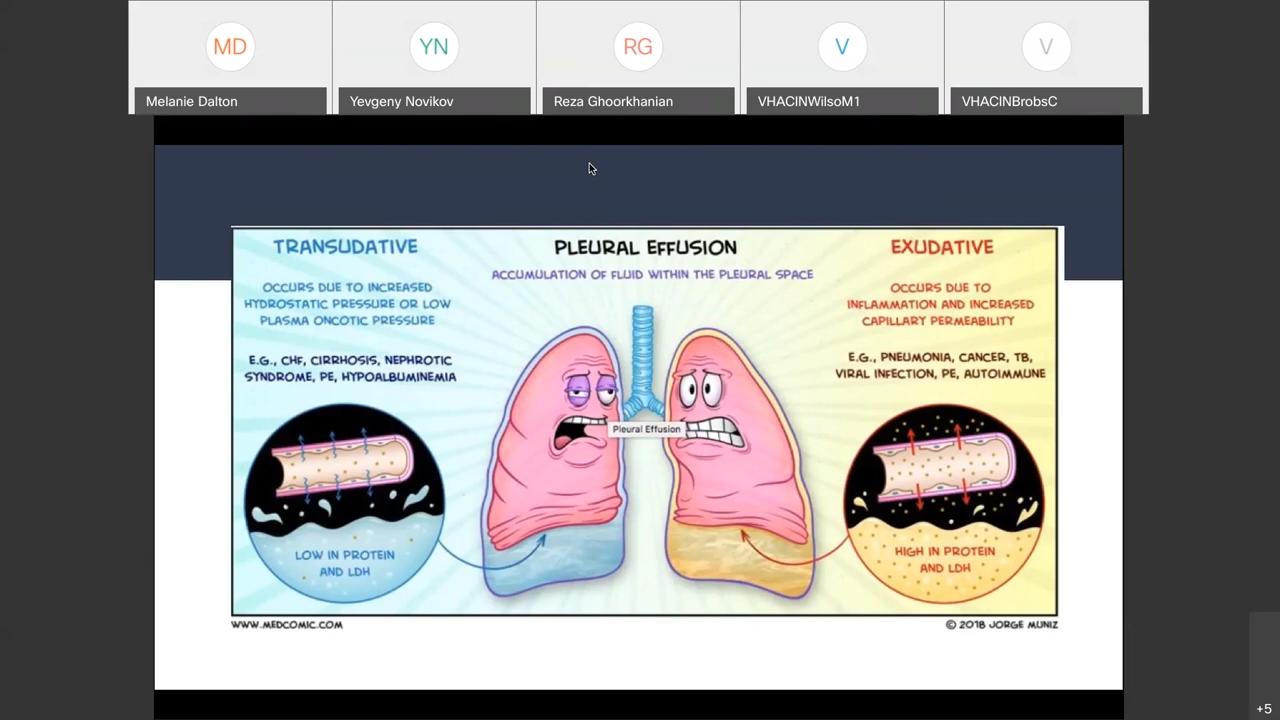 MD
YN
RG
V
V
Melanie Dalton
Yevgeny Novikov
Reza Ghoorkhanian
VHACINWilsoM1
VHACINBrobsC
TRANSUDATIVE
OCCURS DUE TO INCREASED
HYDROSTATIC PRESSURE OR LOW
PLASMA ONCOTIC PRESSURE
E.G., CHF, CIRRHOSIS, NEPHROTIC
SYNDROME, PE, HYPOALBUMINEMIA
LOW IN PROTEIN
AND LDH
PLEURAL EFFUSION
ACCUMULATION OF FLUID WITHIN THE PLEURAL SPACE
Pleural Effusion
EXUDATIVE
OCCURS DUE TO
INFLAMMATION AND INCREASED
CAPILLARY PERMEABILITY
E.G., PNEUMONIA, CANCER, TB,
VIRAL INFECTION, PE, AUTOIMMUNE
HIGH IN PROTEIN
AND LDH
WWW.MEDCOMIC.COM
© 2018 JORGE MUNIZ
+5